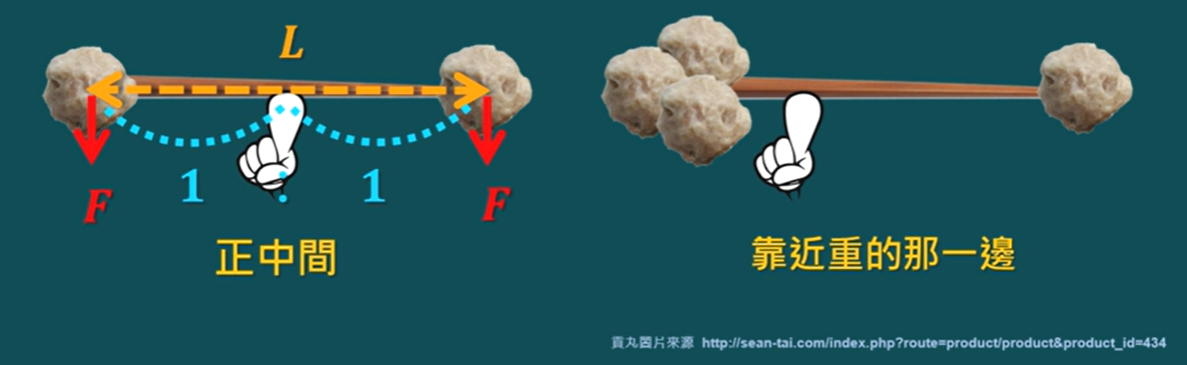 L
F
1 : 1
F
正中間
靠近重的那一邊
貢丸圖片來源 http://sean-tai.com/index.php?route=product/product&product_id=434